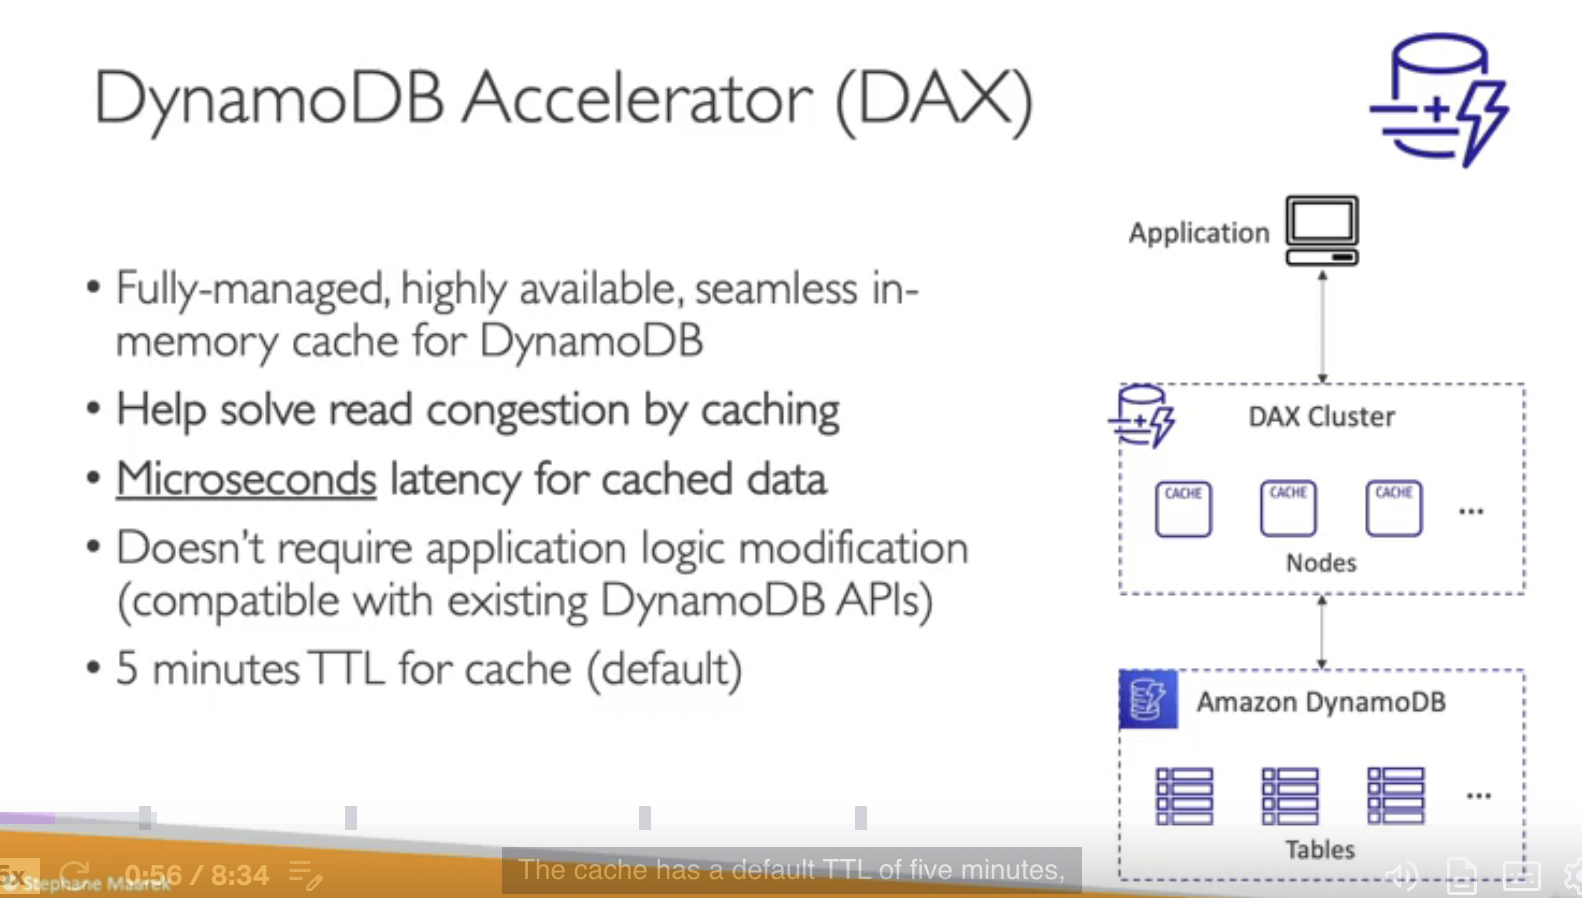 DynamoDB Accelerator (DAX)
• Fully-managed, highly available, seamless in-
memory cache for DynamoDB
• Help solve read congestion by caching
• Microseconds latency for cached data
• Doesn't require application logic modification
(compatible with existing DynamoDB APIs)
• 5 minutes TTL for cache (default)
Application
DAX Cluster
CACHE
CACHE
CACHE
...
Nodes
Amazon DynamoDB
...
Tables
The cache has a default TTL of five minutes,
0:56 / 8:34
Stephane Maarek